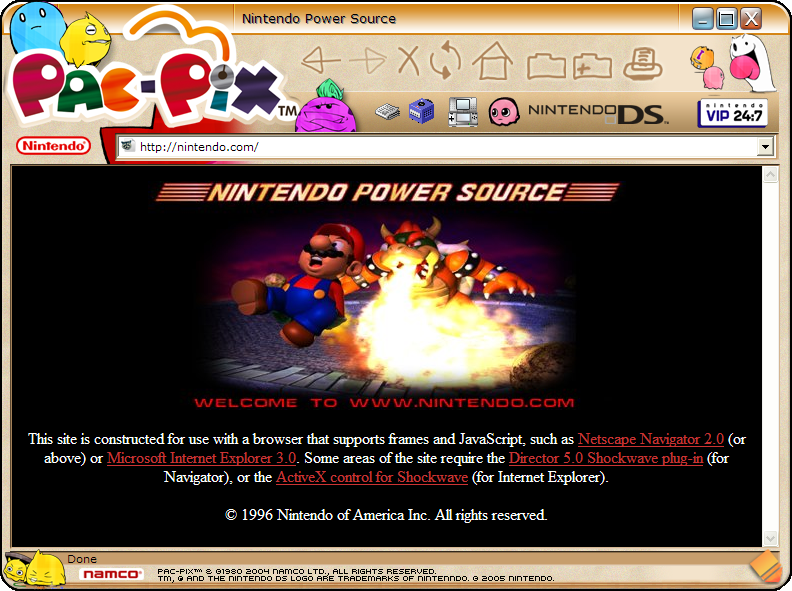 Nintendo Power Source
PAC-PIX™
NINTENDO DS™
nintendo
VIP 24:7
Nintendo®
http://nintendo.com/
NINTENDO POWER SOURCE
WELCOME TO WWW.NINTENDO.COM
This site is constructed for use with a browser that supports frames and JavaScript, such as Netscape Navigator 2.0 (or
above) or Microsoft Internet Explorer 3.0. Some areas of the site require the Director 5.0 Shockwave plug-in (for
Navigator), or the ActiveX control for Shockwave (for Internet Explorer).
© 1996 Nintendo of America Inc. All rights reserved.
Done
namco®
PAC-PIX™ & ©1980 2004 NAMCO LTD., ALL RIGHTS RESERVED.
TM, ® AND THE NINTENDO DS LOGO ARE TRADEMARKS OF NINTENNDO. © 2005 NINTENDO.